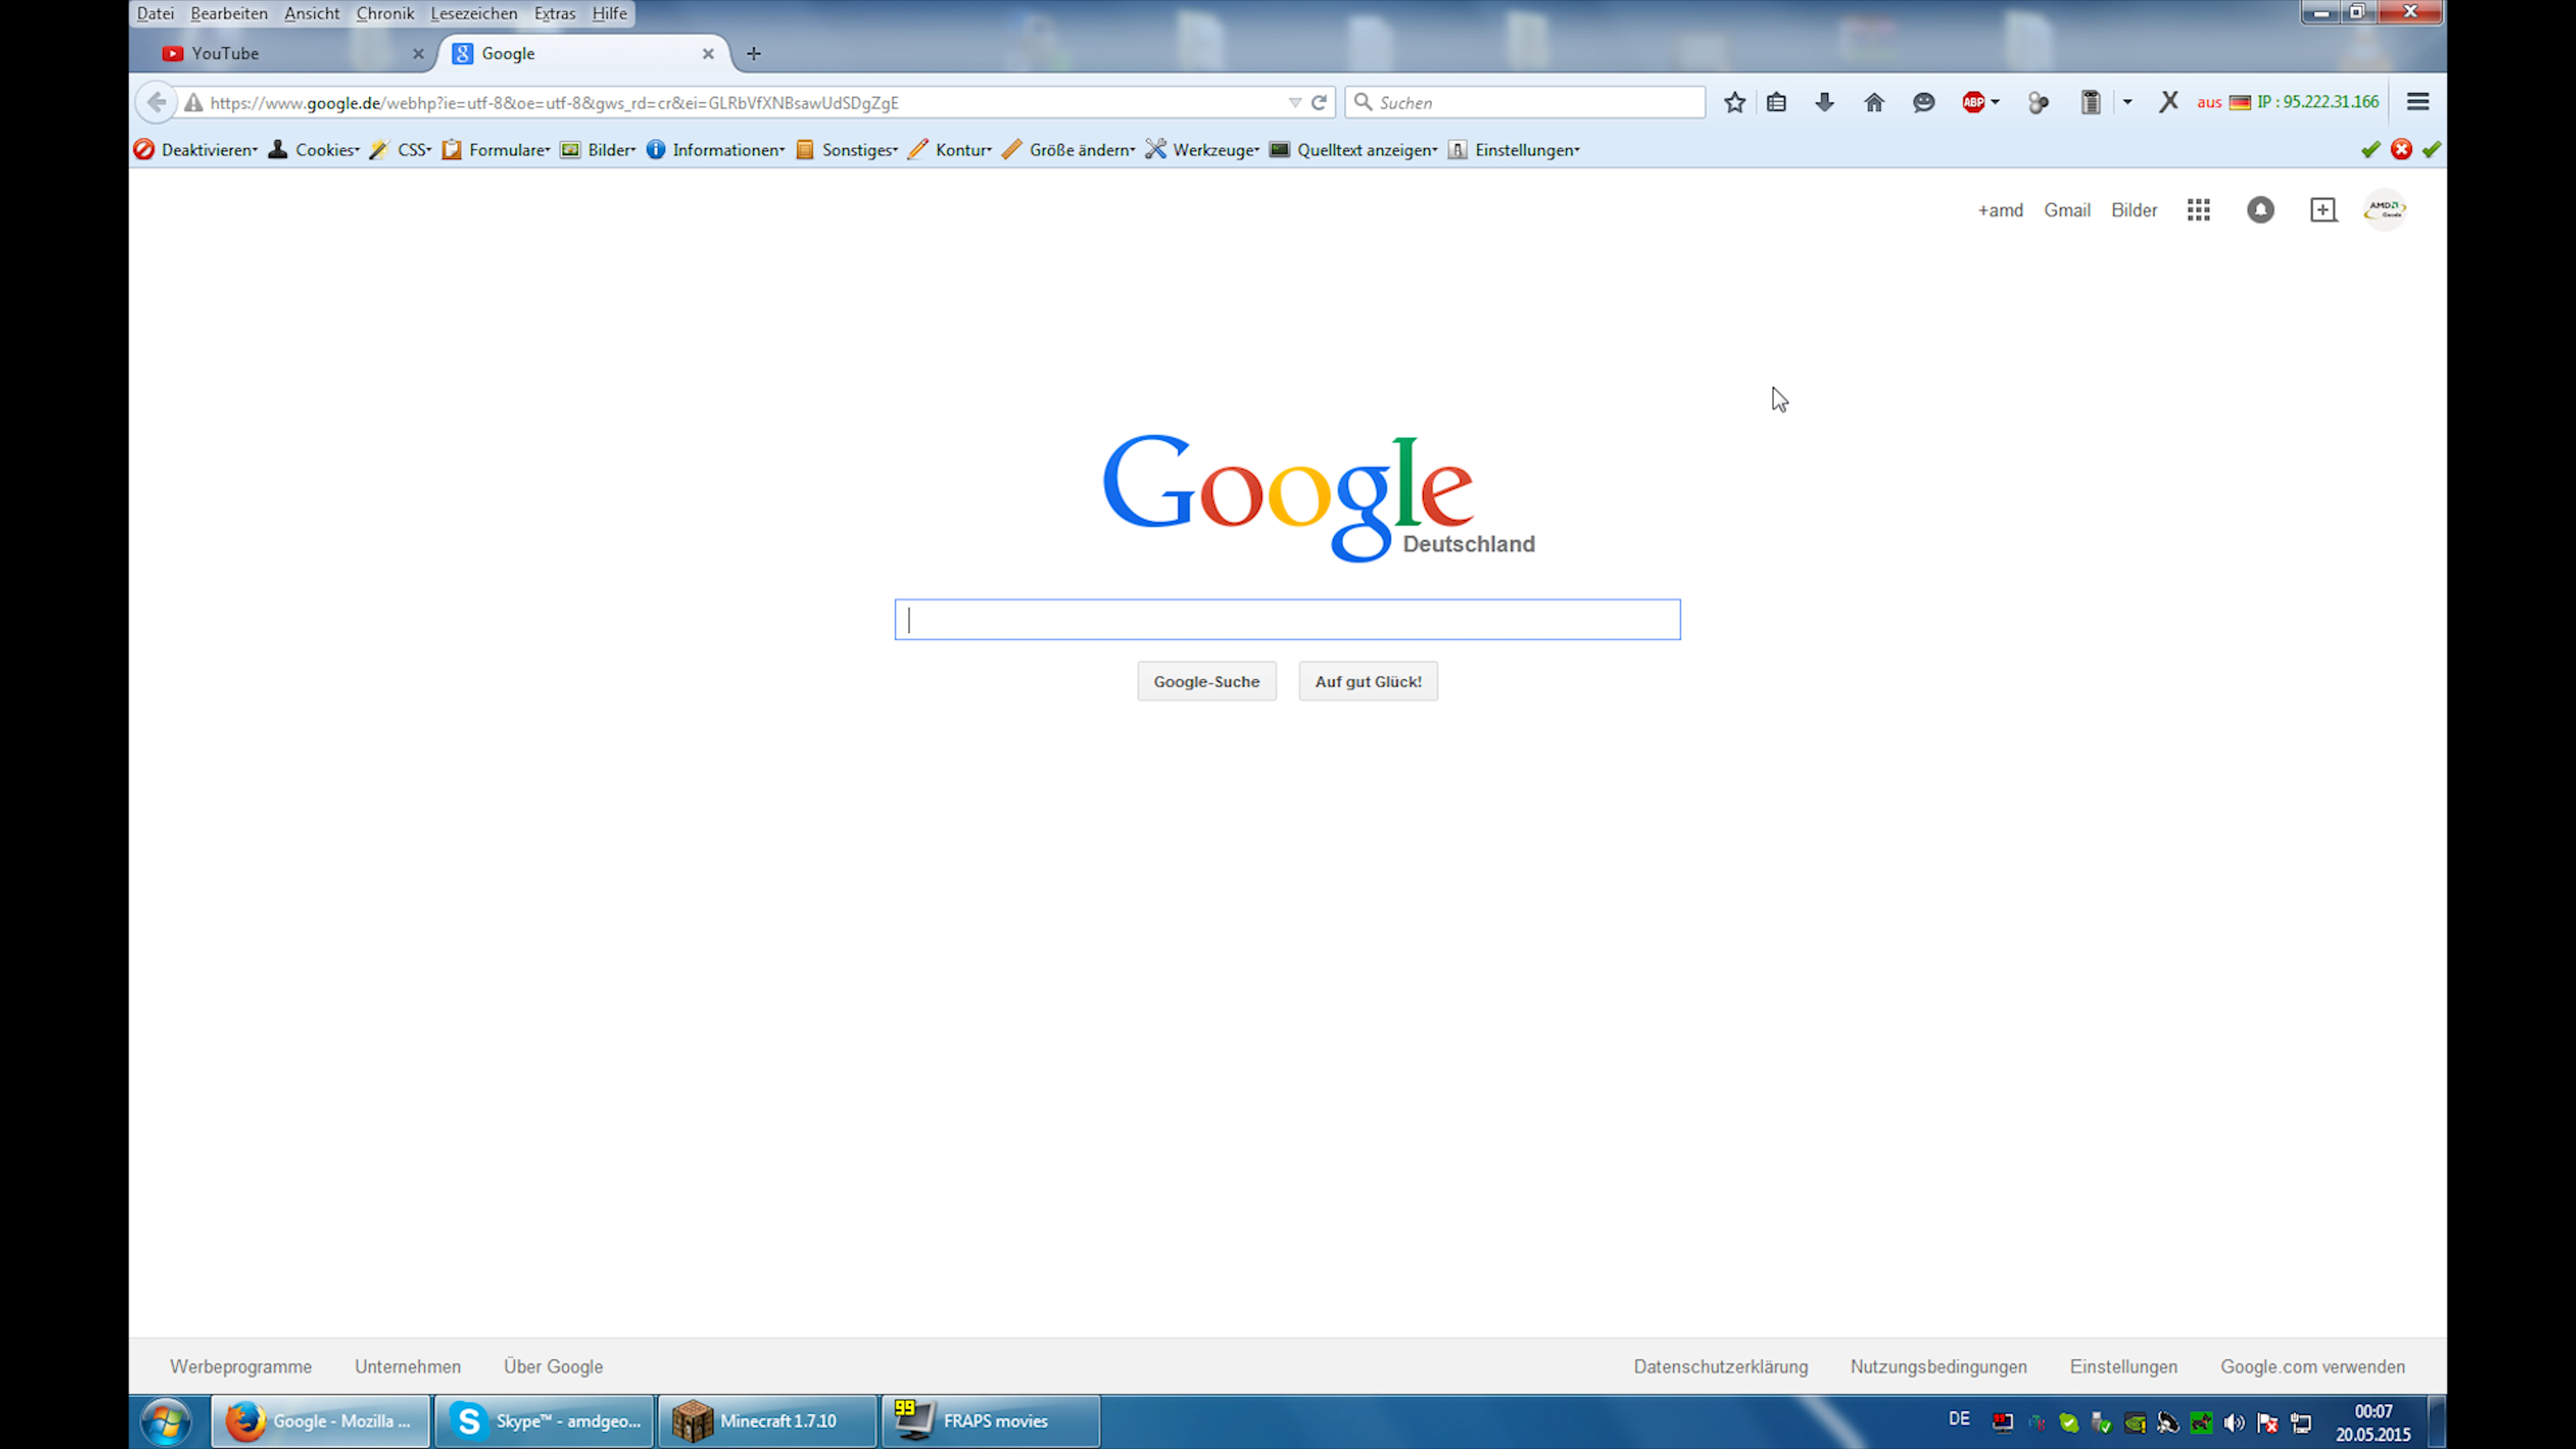 Datei Bearbeiten Ansicht Chronik Lesezeichen Extras Hilfe
YouTube Google
https://www.google.de/webhp?ie=utf-8&oe=utf-8&gws_rd=cr&ei=GLRbVfXNBsawUdSDgZgE Suchen ABP aus IP : 95.222.31.166
Deaktivieren Cookies CSS Formulare Bilder Informationen Sonstiges Kontur Größe ändern Werkzeuge Quelltext anzeigen Einstellungen
+amd Gmail Bilder AMD
Google
Deutschland
Google-Suche Auf gut Glück!
Werbeprogramme Unternehmen Über Google Datenschutzerklärung Nutzungsbedingungen Einstellungen Google.com verwenden
Google - Mozilla ... Skype™ - amdgeo... Minecraft 1.7.10 99 FRAPS movies DE 00:07
20.05.2015